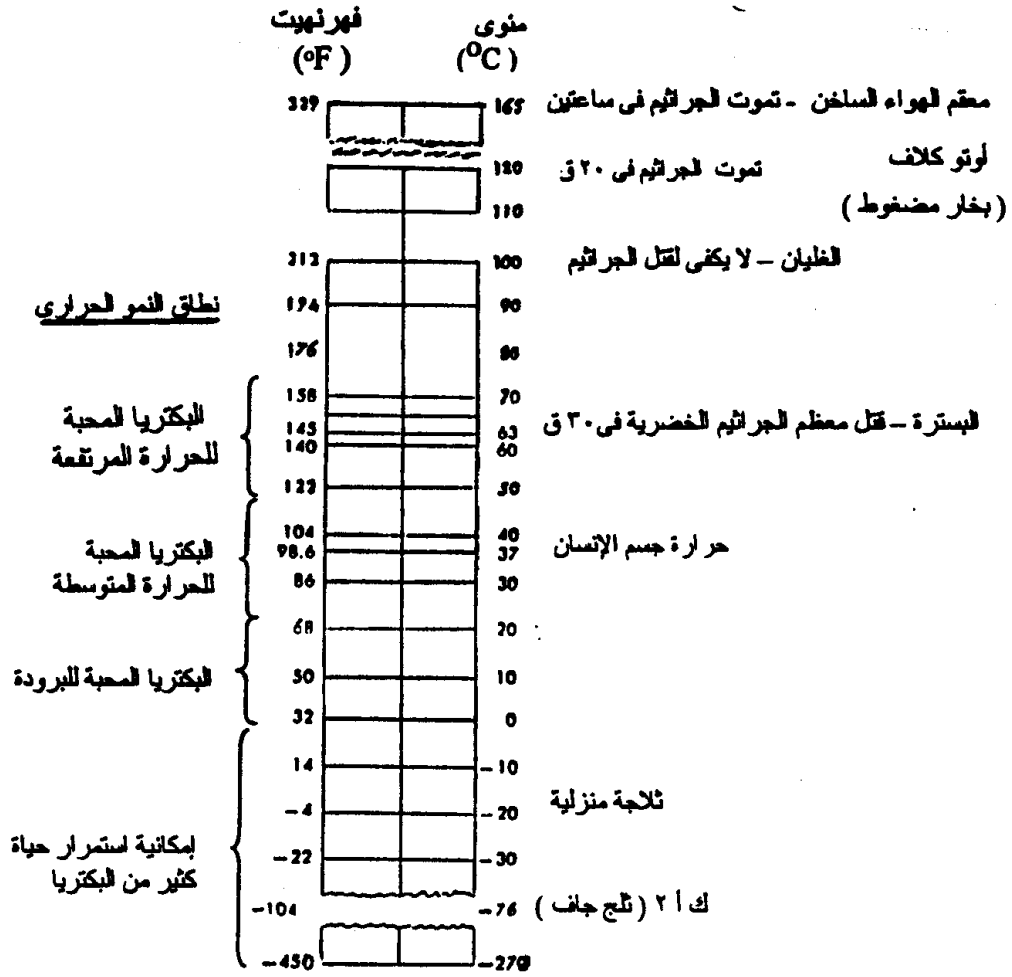 فهرنهيت منوى
(°F) (°C)
329 165 معقم الهواء الساخن - تموت الجراثيم فى ساعتين
120 تموت الجراثيم فى ٢٠ ق أوتو كلاف
110 (بخار مضغوط)
212 100 الغليان – لا يكفى لقتل الجراثيم
نطاق النمو الحرارى
194 90
176 80
158 70
البكتريا المحبة
للحرارة المرتفعة
145 63 البسترة – قتل معظم الجراثيم الخضرية فى ٣٠ ق
140 60
122 50
104 40
98.6 37 حرارة جسم الإنسان
البكتريا المحبة
للحرارة المتوسطة
86 30
68 20
البكتريا المحبة للبرودة
50 10
32 0
14 -10
-4 -20 ثلاجة منزلية
إمكانية استمرار حياة
كثير من البكتريا
-22 -30
-104 -76 ك أ ٢ (ثلج جاف)
-450 -270